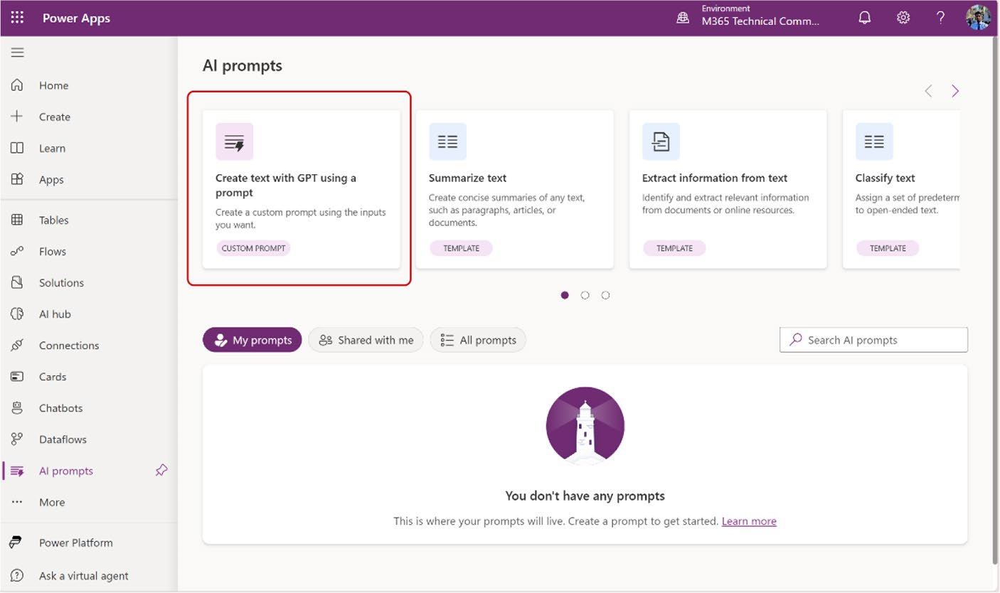 Power Apps
Environment
M365 Technical Comm...
Home
Create
Learn
Apps
Tables
Flows
Solutions
AI hub
Connections
Cards
Chatbots
Dataflows
AI prompts
More
Power Platform
Ask a virtual agent
AI prompts
Create text with GPT using a
prompt
Create a custom prompt using the inputs
you want.
CUSTOM PROMPT
Summarize text
Create concise summaries of any text,
such as paragraphs, articles, or
documents.
TEMPLATE
Extract information from text
Identify and extract relevant information
from documents or online resources.
TEMPLATE
Classify text
Assign a set of predeterm
to open-ended text.
TEMPLATE
My prompts
Shared with me
All prompts
Search AI prompts
You don't have any prompts
This is where your prompts will live. Create a prompt to get started. Learn more